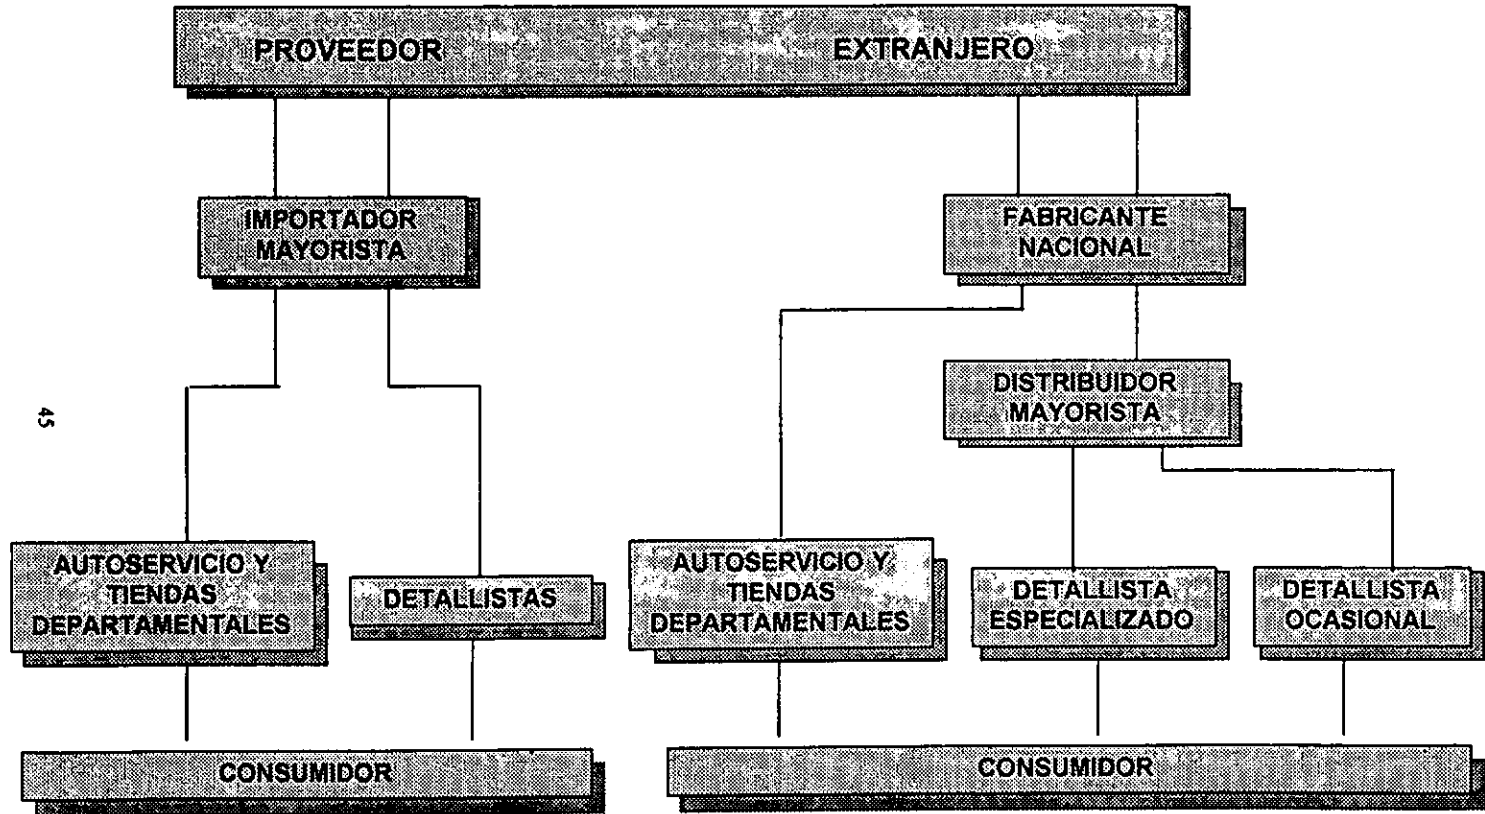 PROVEEDOR EXTRANJERO
IMPORTADOR
MAYORISTA
FABRICANTE
NACIONAL
DISTRIBUIDOR
MAYORISTA
45
AUTOSERVICIO Y
TIENDAS
DEPARTAMENTALES
DETALLISTAS
AUTOSERVICIO Y
TIENDAS
DEPARTAMENTALES
DETALLISTA
ESPECIALIZADO
DETALLISTA
OCASIONAL
CONSUMIDOR
CONSUMIDOR